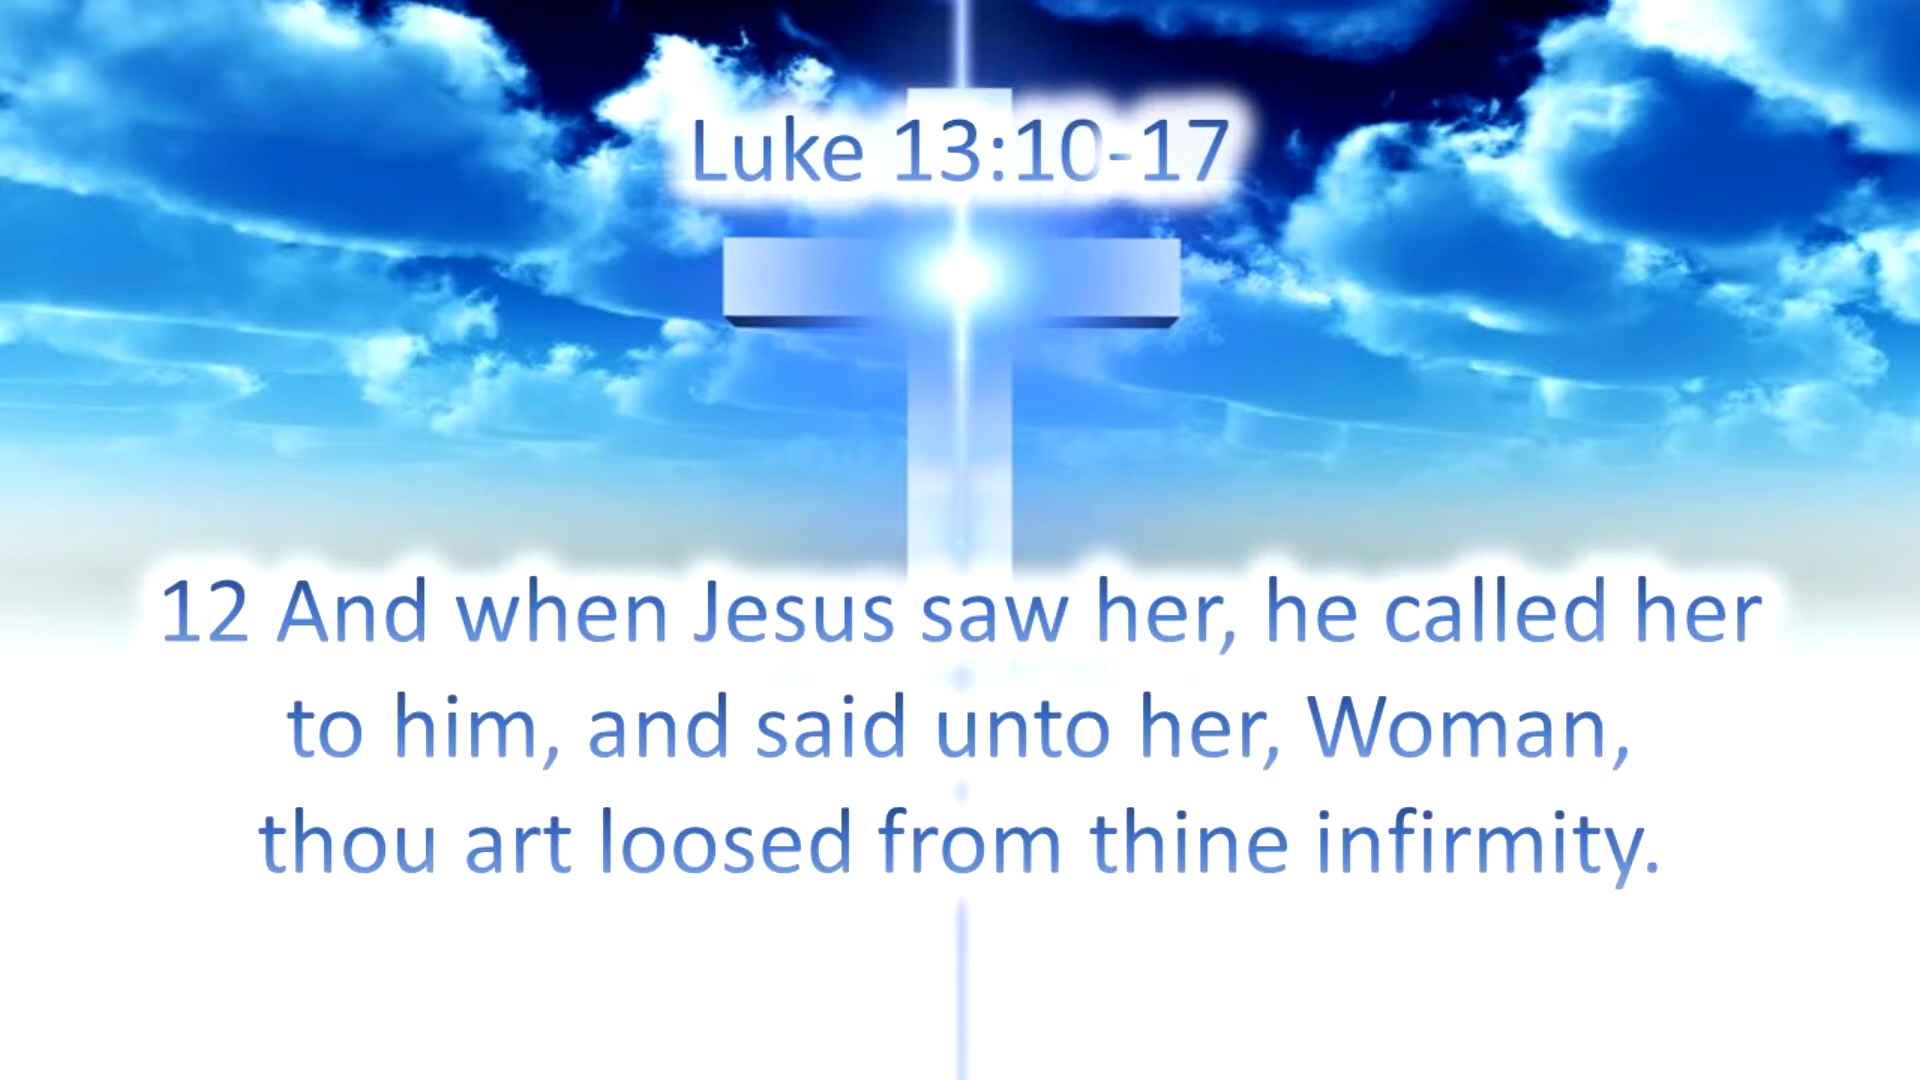 Luke 13:10-17
12 And when Jesus saw her, he called her
to him, and said unto her, Woman,
thou art loosed from thine infirmity.